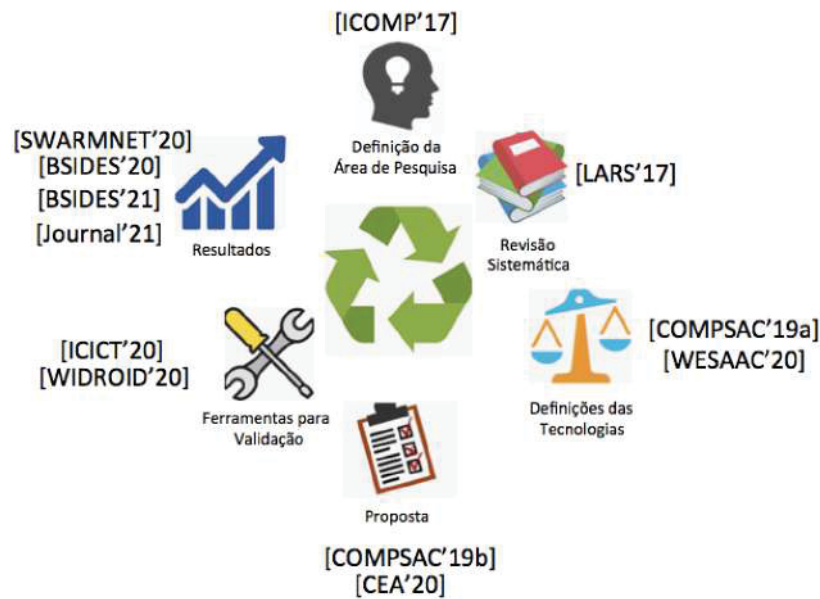 [ICOMP'17]
Definição da
Área de Pesquisa
[LARS'17]
Revisão
Sistemática
[COMPSAC'19a]
[WESAAC'20]
Definições das
Tecnologias
Proposta
[COMPSAC'19b]
[CEA'20]
[ICICT'20]
[WIDROID'20]
Ferramentas para
Validação
[SWARMNET'20]
[BSIDES'20]
[BSIDES'21]
[Journal'21]
Resultados